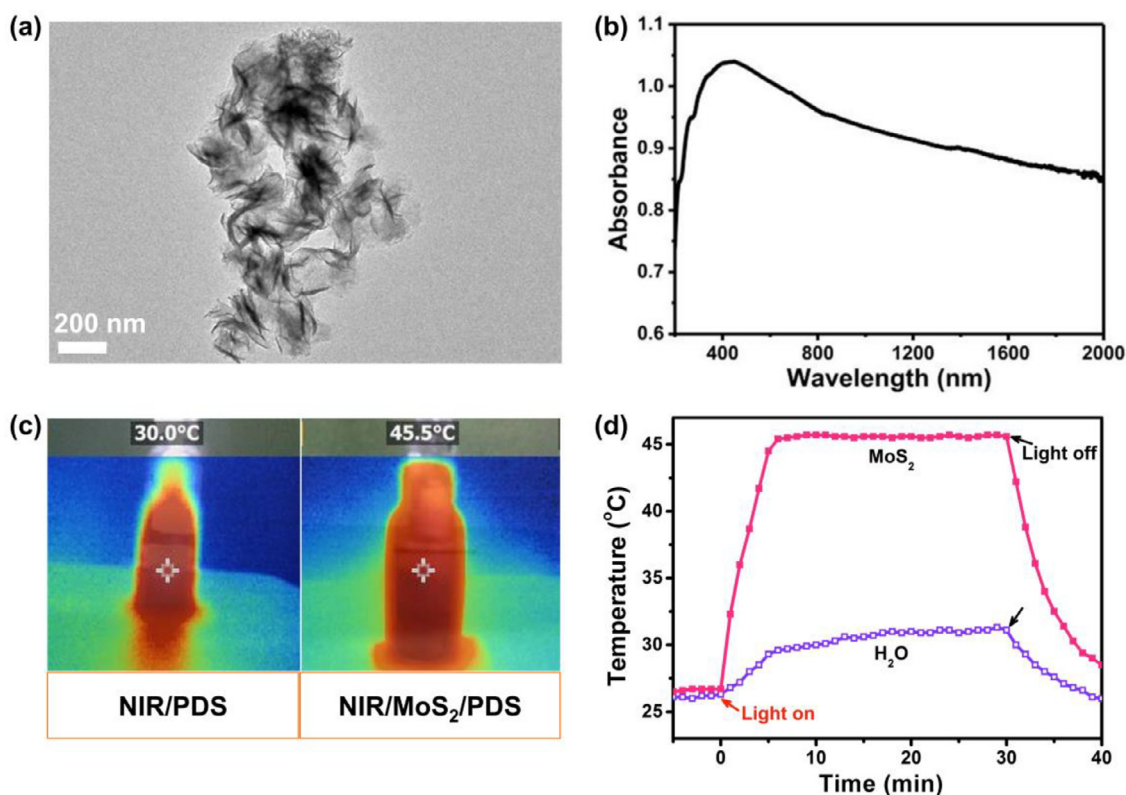 (a)
200 nm
(b)
1.1
1.0
0.9
0.8
0.7
0.6
Absorbance
400
800
1200
1600
2000
Wavelength (nm)
(c)
30.0°C
45.5°C
NIR/PDS
NIR/MoS₂/PDS
(d)
45
40
35
30
25
Temperature (°C)
MoS₂
Light off
H₂O
Light on
0
10
20
30
40
Time (min)